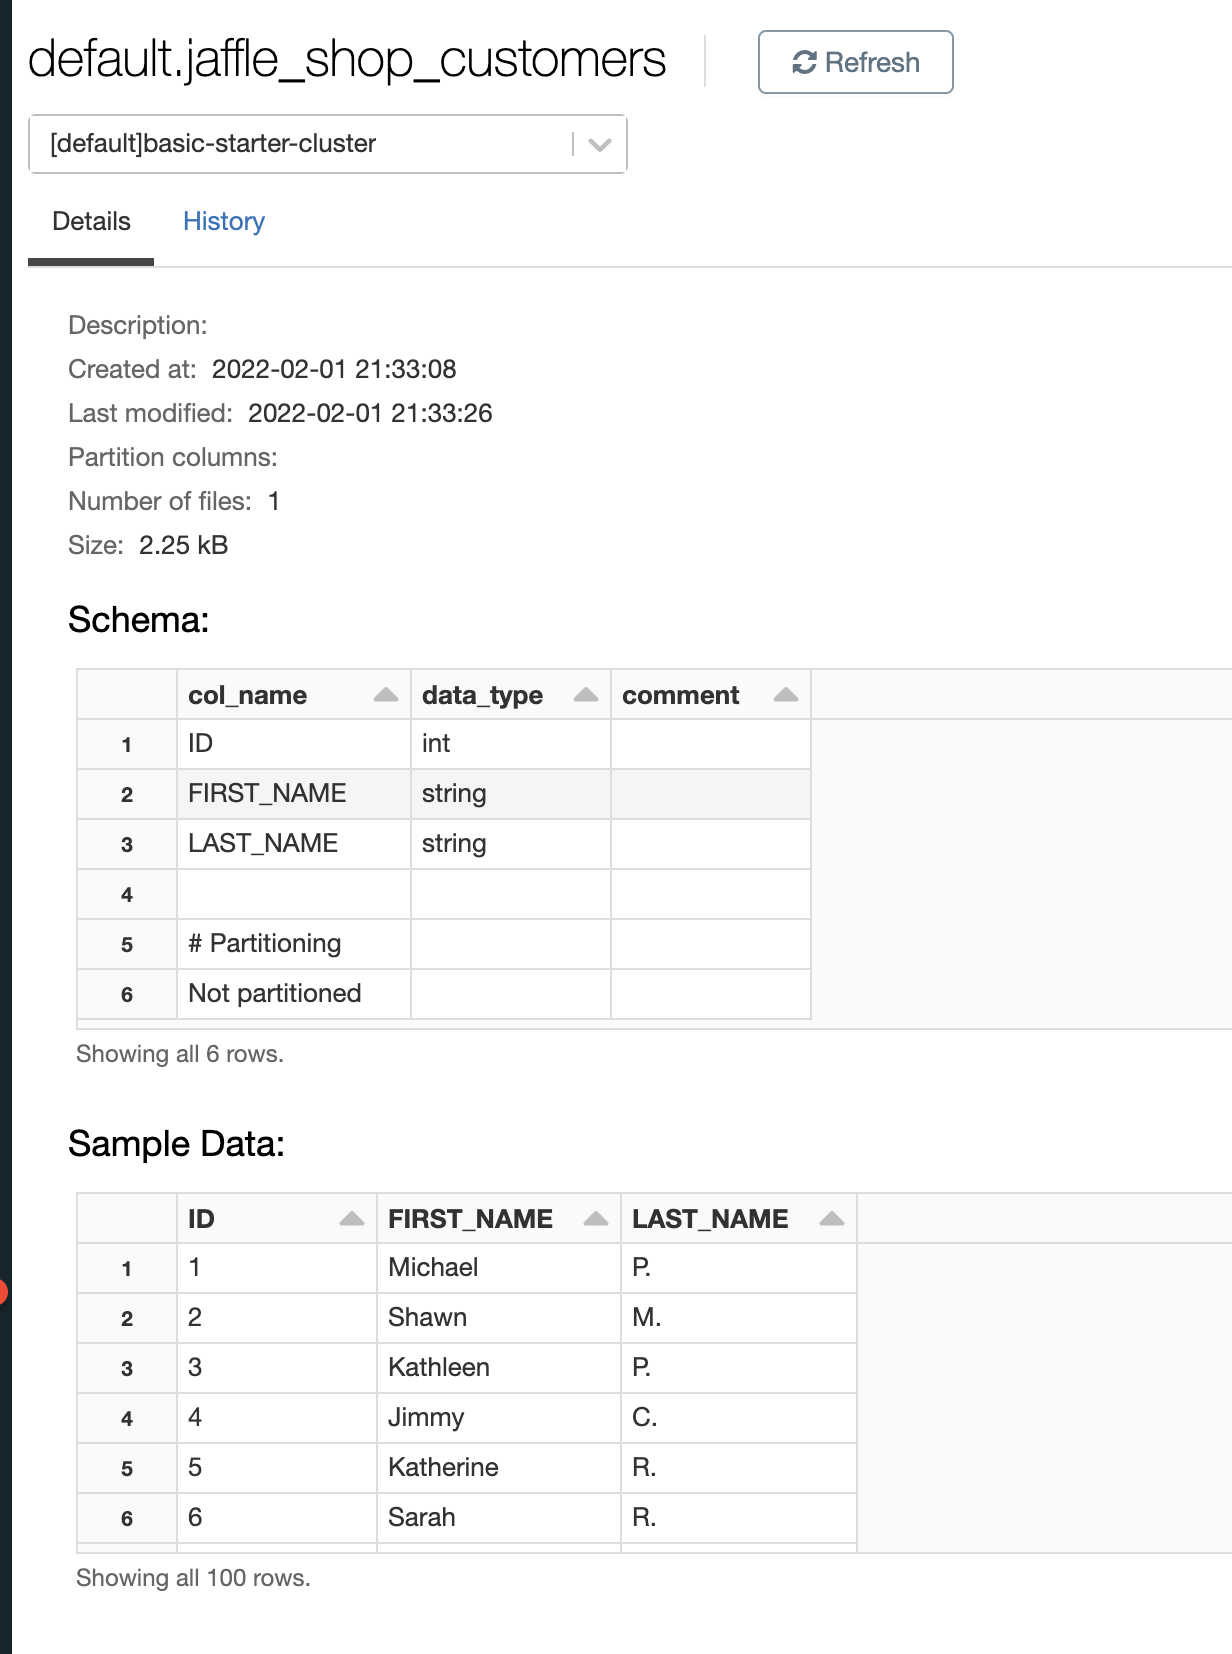 default.jaffle_shop_customers
Refresh
[default]basic-starter-cluster
Details History
Description:
Created at: 2022-02-01 21:33:08
Last modified: 2022-02-01 21:33:26
Partition columns:
Number of files: 1
Size: 2.25 kB
Schema:
col_name data_type comment
1 ID int
2 FIRST_NAME string
3 LAST_NAME string
4
5 # Partitioning
6 Not partitioned
Showing all 6 rows.
Sample Data:
ID FIRST_NAME LAST_NAME
1 1 Michael P.
2 2 Shawn M.
3 3 Kathleen P.
4 4 Jimmy C.
5 5 Katherine R.
6 6 Sarah R.
Showing all 100 rows.